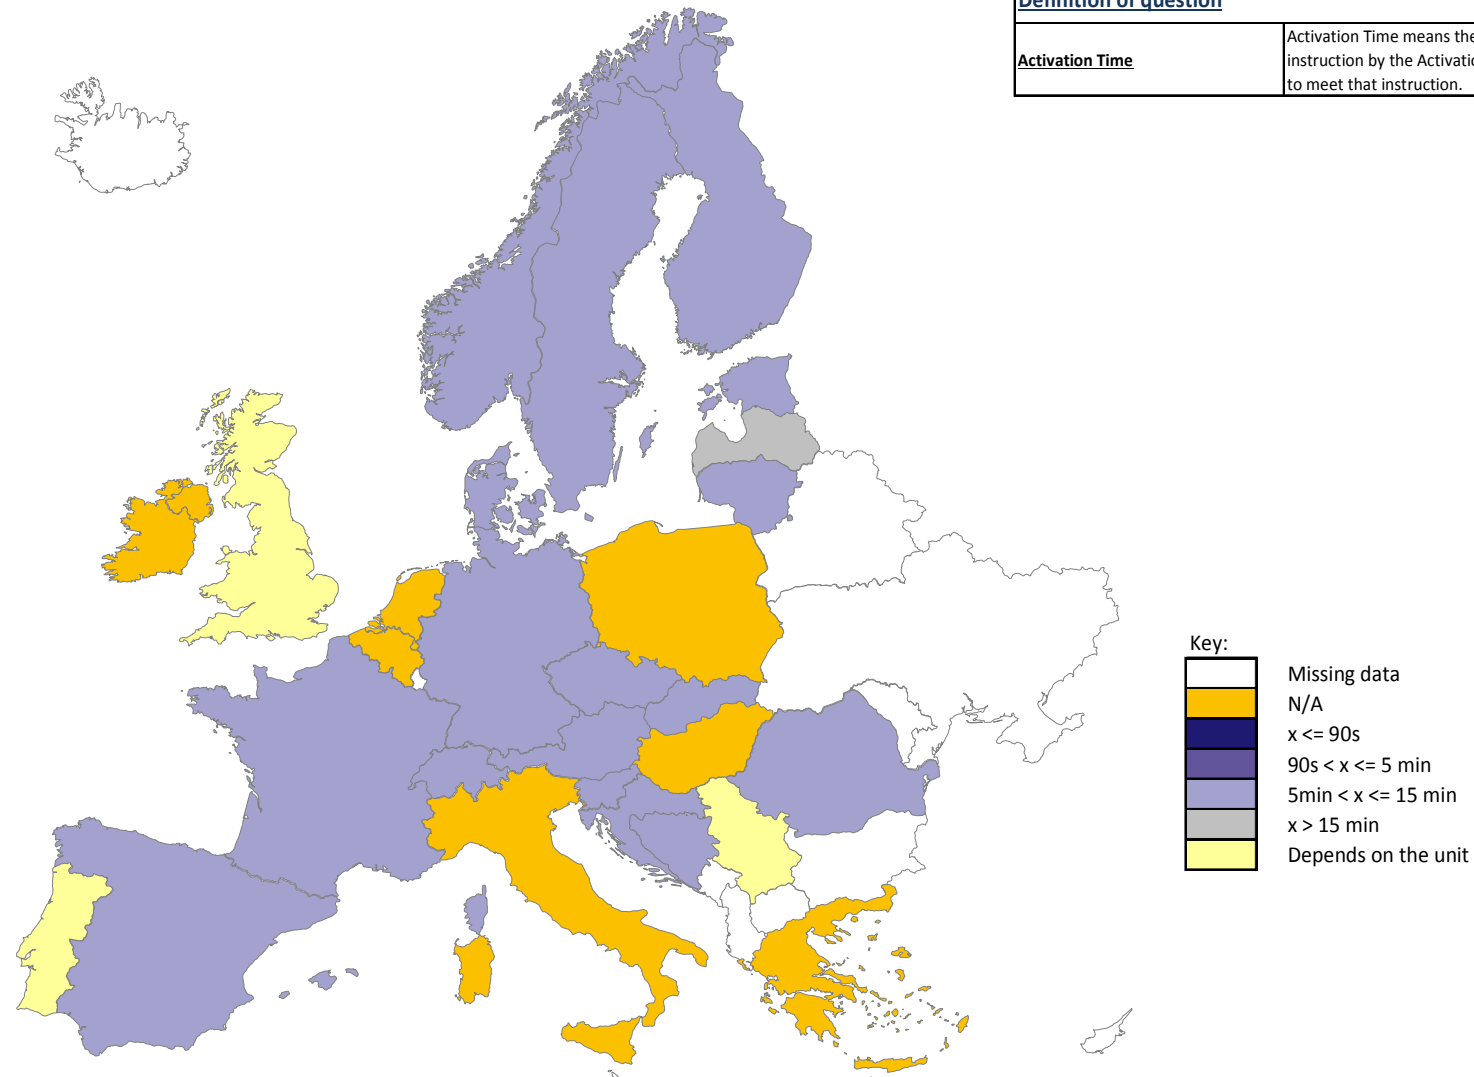 Definition of question
Activation Time
Activation Time means the
instruction by the Activatio
to meet that instruction.
Key:
Missing data
N/A
x <= 90s
90s < x <= 5 min
5min < x <= 15 min
x > 15 min
Depends on the unit